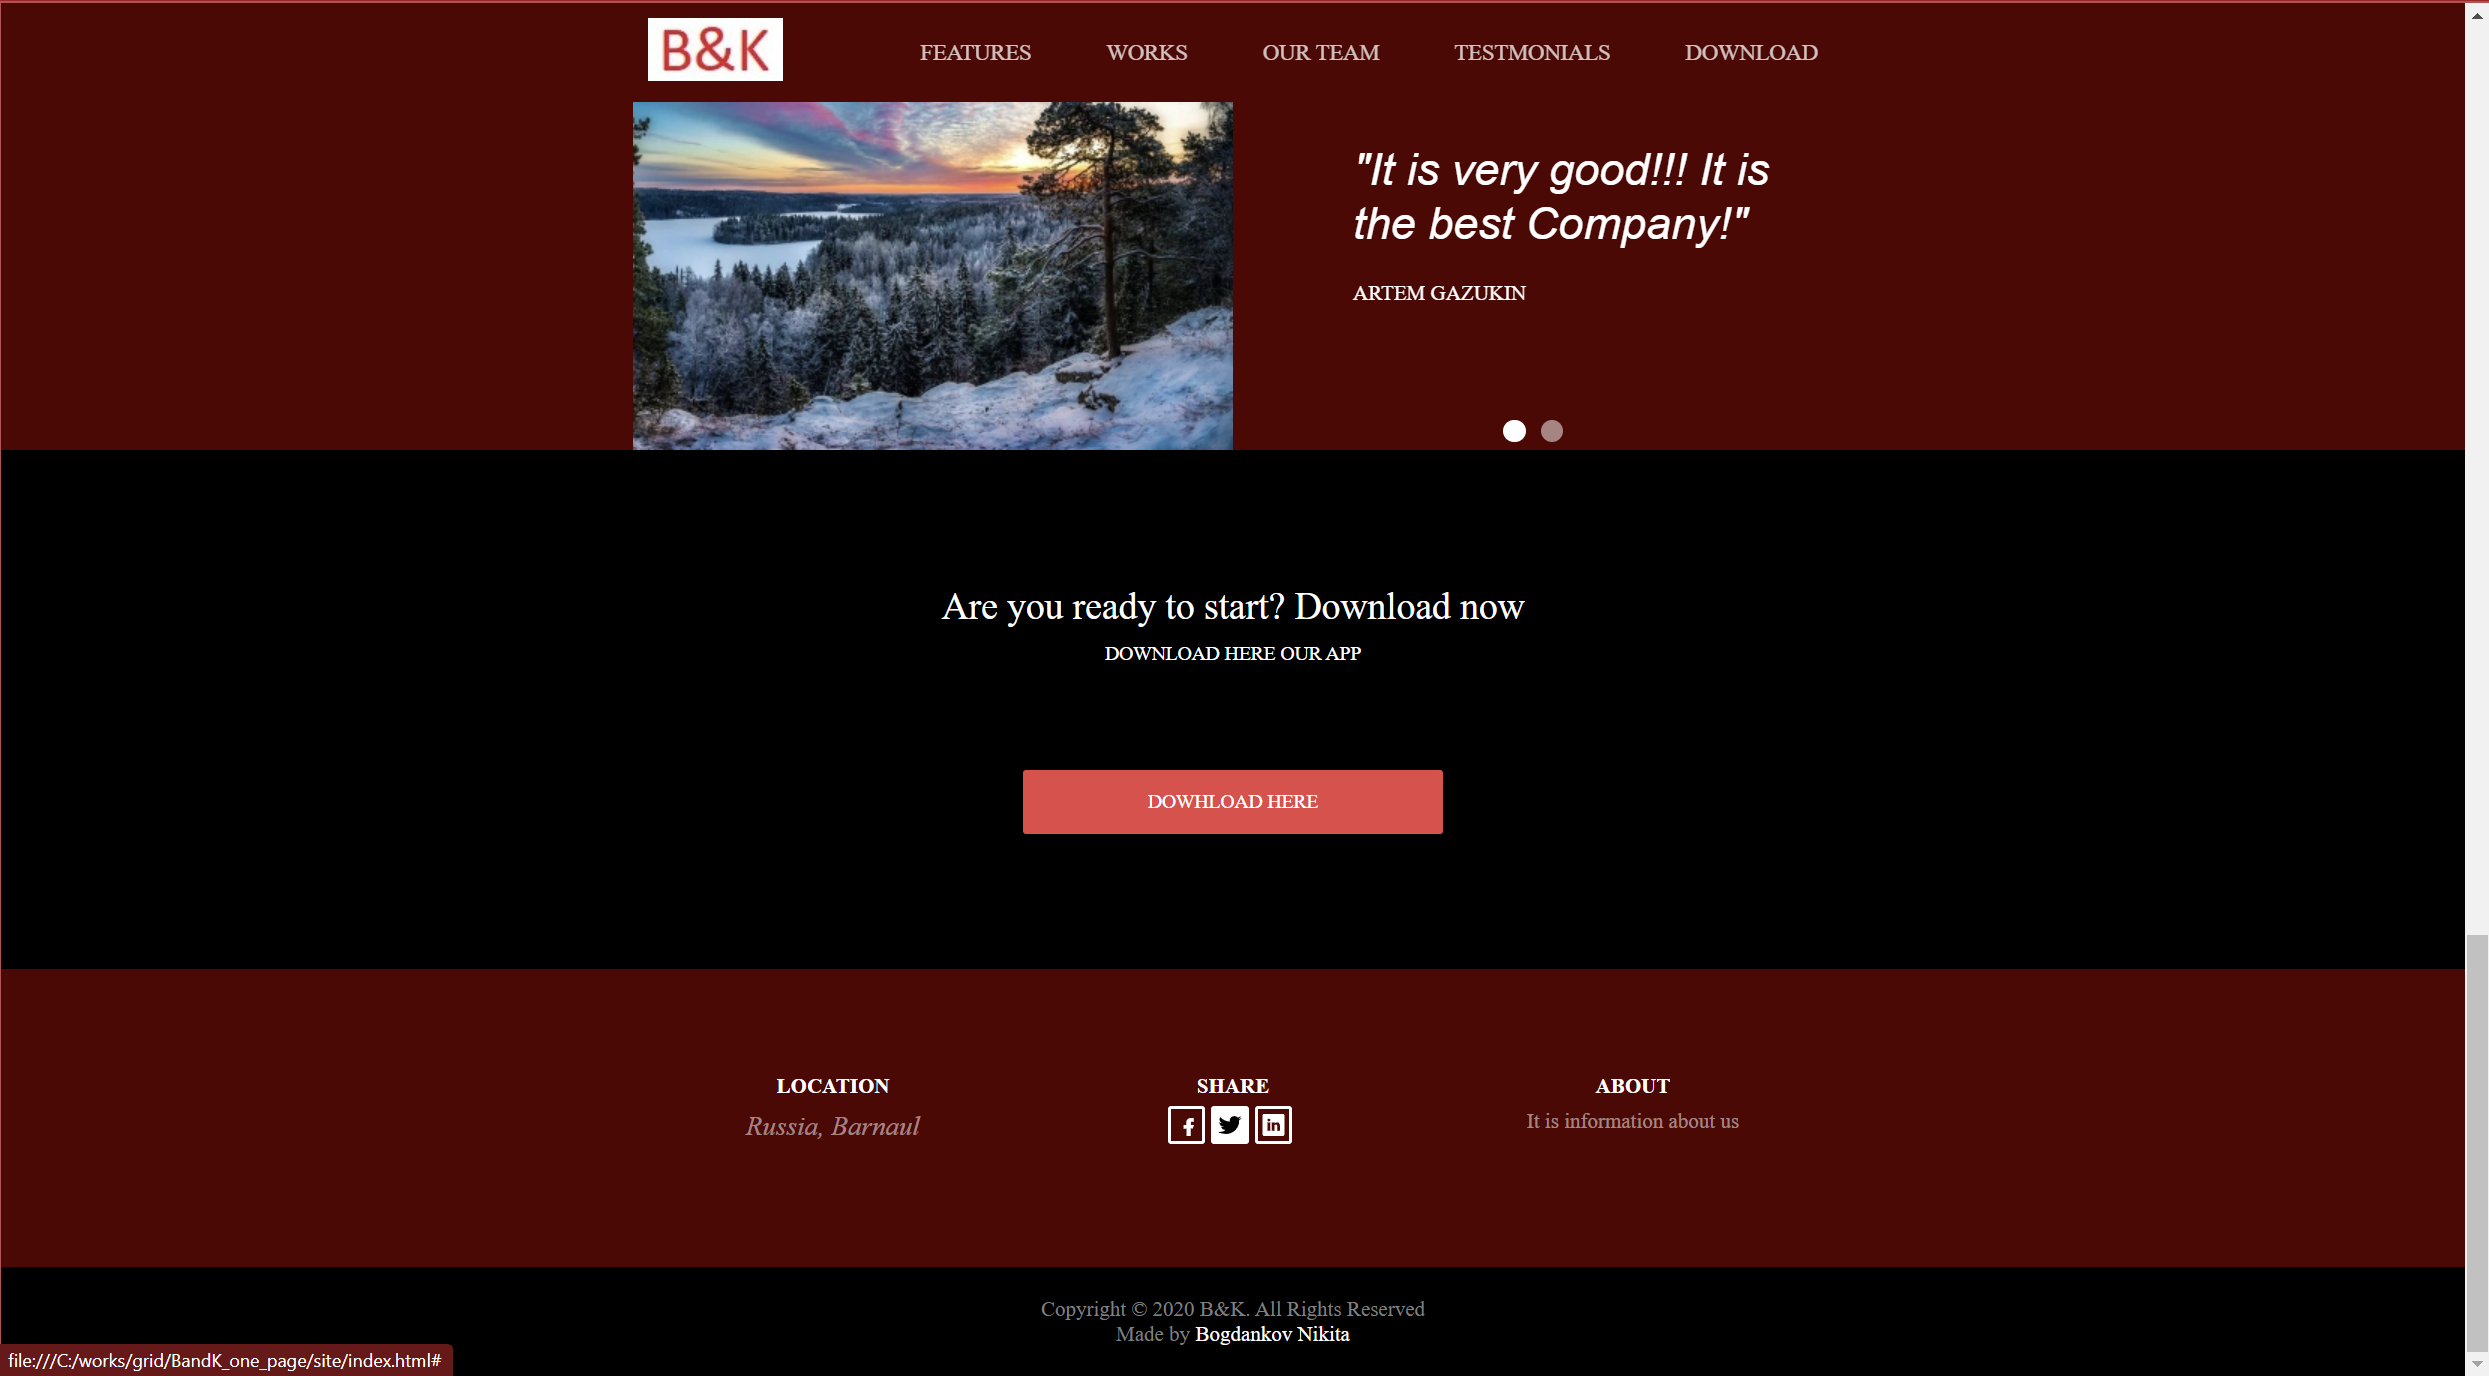 B&K
FEATURES
WORKS
OUR TEAM
TESTMONIALS
DOWNLOAD
"It is very good!!! It is
the best Company!"
ARTEM GAZUKIN
Are you ready to start? Download now
DOWNLOAD HERE OUR APP
DOWHLOAD HERE
LOCATION
Russia, Barnaul
SHARE
f
in
ABOUT
It is information about us
Copyright © 2020 B&K. All Rights Reserved
Made by Bogdankov Nikita
file:///C:/works/grid/BandK_one_page/site/index.html#